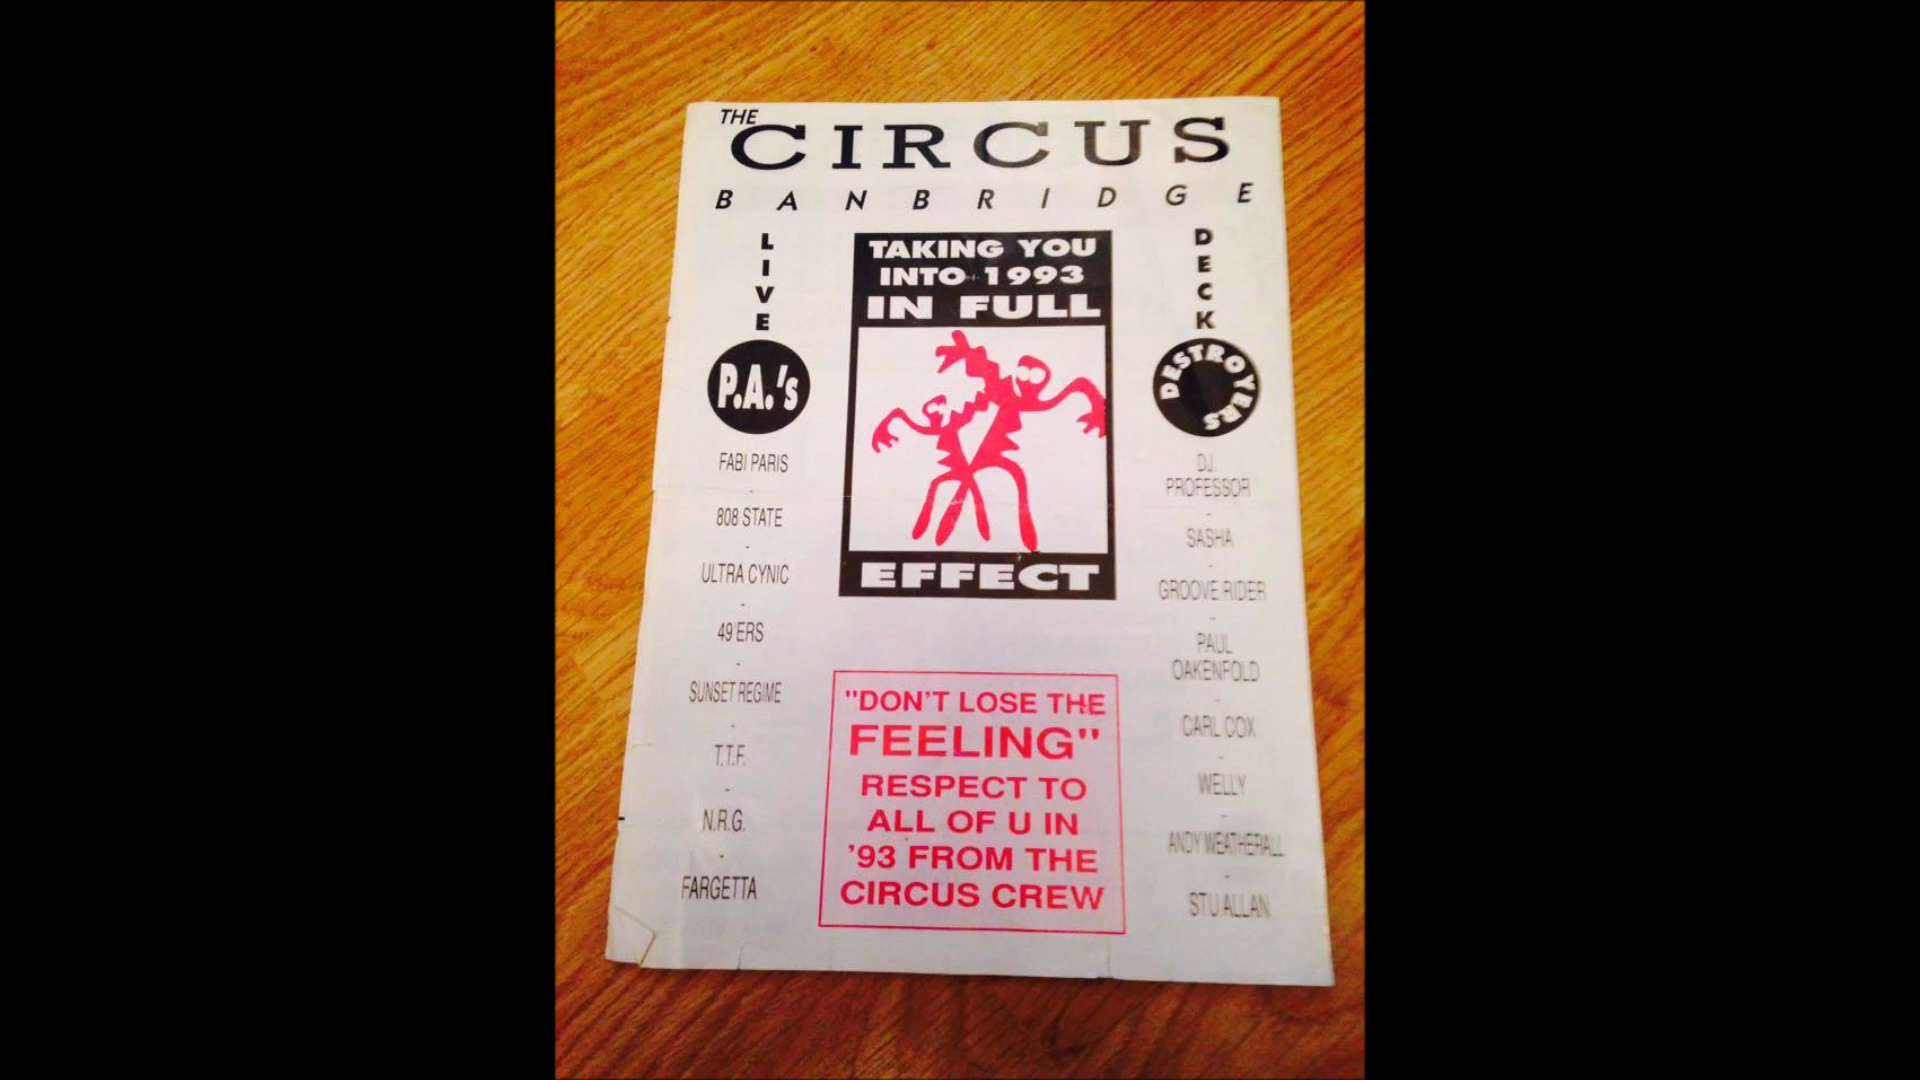 THE
CIRCUS
BANBRIDGE
LIVE
P.A.'s
FABI PARIS
-
808 STATE
-
ULTRA CYNIC
-
49'ERS
-
SUNSET REGIME
-
T.T.F.
-
N.R.G.
-
FARGETTA
TAKING YOU
INTO 1993
IN FULL
EFFECT
"DON'T LOSE THE
FEELING"
RESPECT TO
ALL OF U IN
'93 FROM THE
CIRCUS CREW
DECK
DESTROYERS
D.J.
PROFESSOR
-
SASHA
-
GROOVE RIDER
-
PAUL
OAKENFOLD
-
CARL COX
-
WELLY
-
ANDY WEATHERALL
-
STU ALLAN